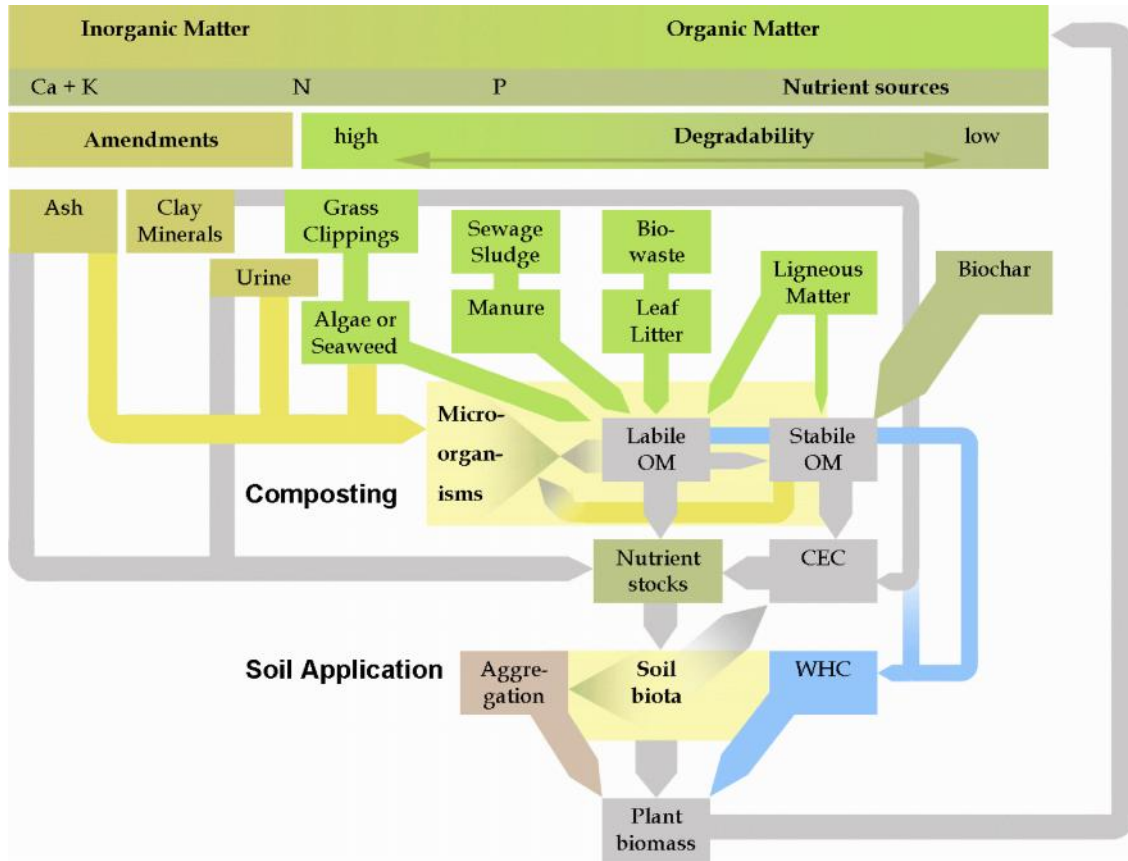 Inorganic Matter
Organic Matter
Ca + K
N
P
Nutrient sources
Amendments
high
Degradability
low
Ash
Clay
Minerals
Grass
Clippings
Sewage
Sludge
Bio-
waste
Ligneous
Matter
Biochar
Urine
Algae or
Seaweed
Manure
Leaf
Litter
Micro-
organ-
isms
Labile
OM
Stabile
OM
Composting
Nutrient
stocks
CEC
Soil Application
Aggre-
gation
Soil
biota
WHC
Plant
biomass